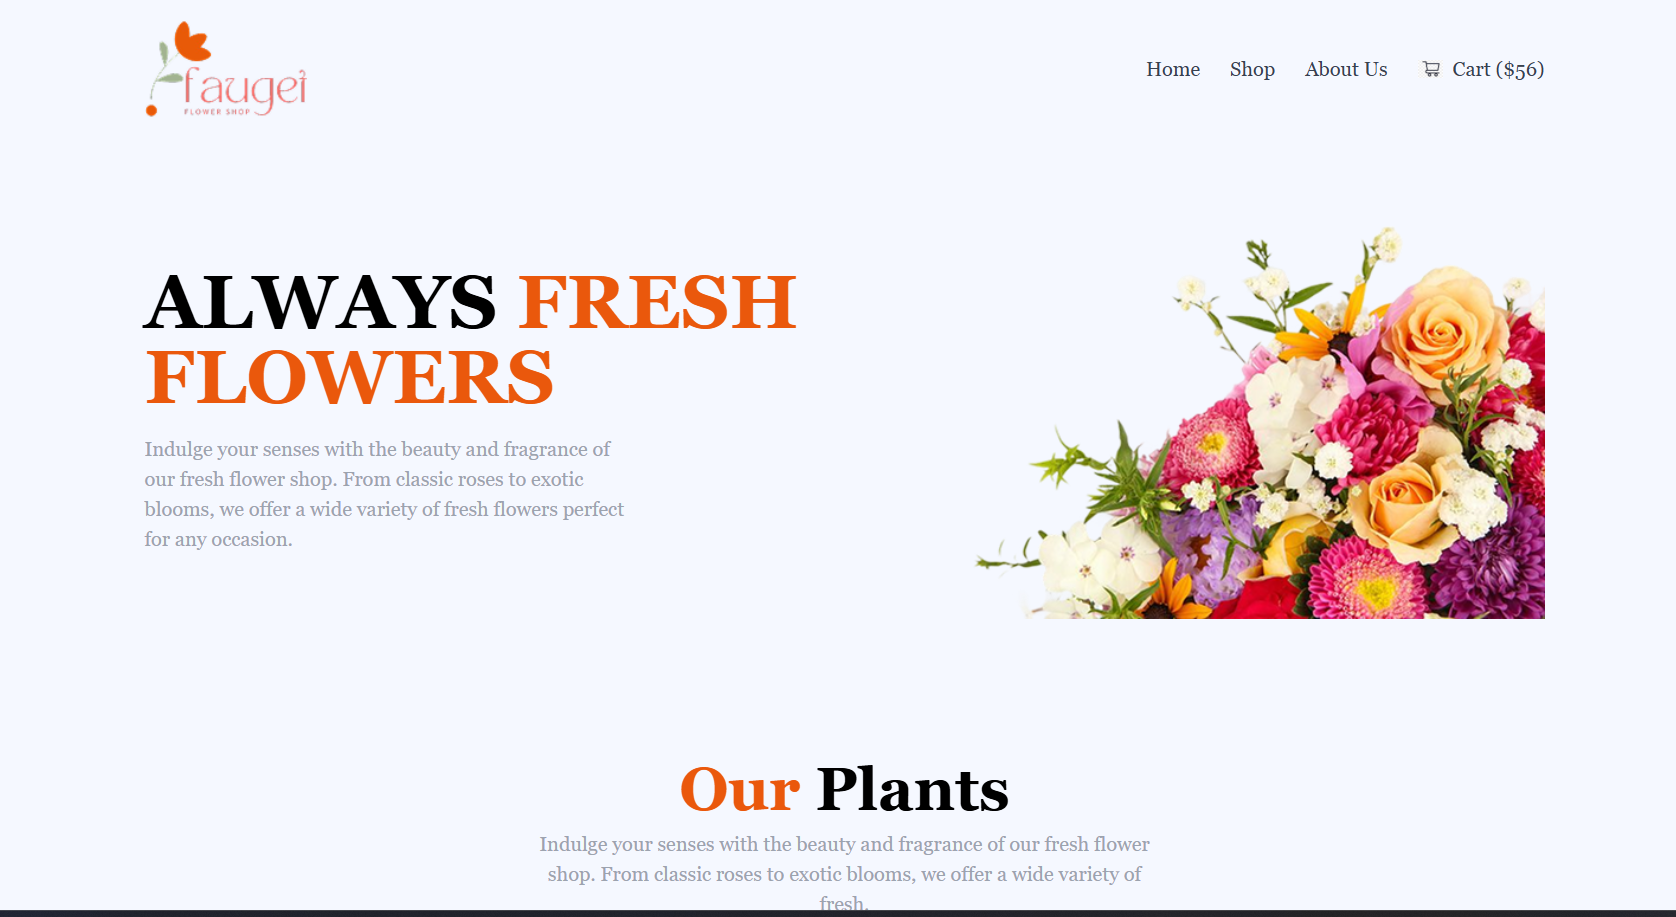 fauget
FLOWER SHOP
Home Shop About Us Cart ($56)
ALWAYS FRESH
FLOWERS
Indulge your senses with the beauty and fragrance of
our fresh flower shop. From classic roses to exotic
blooms, we offer a wide variety of fresh flowers perfect
for any occasion.
Our Plants
Indulge your senses with the beauty and fragrance of our fresh flower
shop. From classic roses to exotic blooms, we offer a wide variety of
fresh.